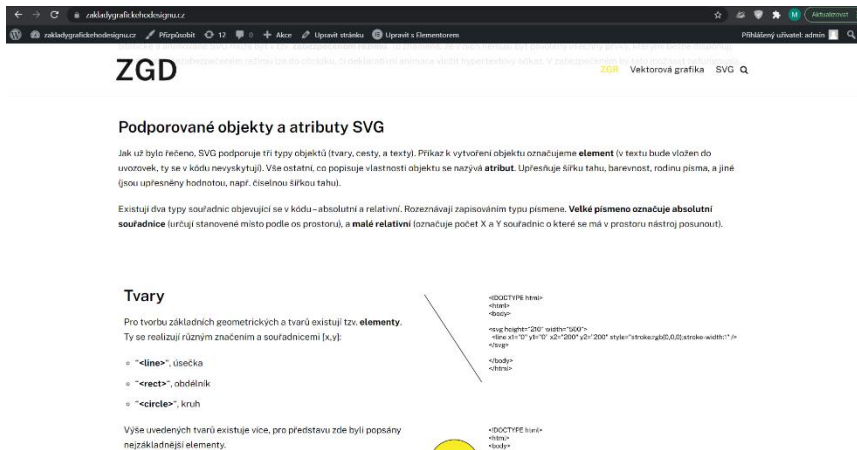 zakladygrafickehodesignu.cz
M Aktualizovat
zakladygrafickehodesignu.cz Přizpůsobit 12 0 + Akce Upravit stránku Upravit s Elementorem Přihlášený uživatel: admin
ZGD
ZGR Vektorová grafika SVG
Podporované objekty a atributy SVG
Jak už bylo řečeno, SVG podporuje tři typy objektů (tvary, cesty, a texty). Příkaz k vytvoření objektu označujeme element (v textu bude vložen do
uvozovek, ty se v kódu nevyskytují). Vše ostatní, co popisuje vlastnosti objektu se nazývá atribut. Upřesňuje šířku tahu, barevnost, rodinu písma, a jiné
(jsou upřesněny hodnotou, např. číselnou šířkou tahu).
Existují dva typy souřadnic objevující se v kódu – absolutní a relativní. Rozeznávají zapisováním typu písmene. Velké písmeno označuje absolutní
souřadnice (určují stanovené místo podle os prostoru), a malé relativní (označuje počet X a Y souřadnic o které se má v prostoru nástroj posunout).
Tvary
Pro tvorbu základních geometrických a tvarů existují tzv. elementy.
Ty se realizují různým značením a souřadnicemi [x,y]:
"<line>", úsečka
"<rect>", obdélník
"<circle>", kruh
Výše uvedených tvarů existuje více, pro představu zde byli popsány
nejzákladnější elementy.
<!DOCTYPE html>
<html>
<body>
<svg height="210" width="500">
<line x1="0" y1="0" x2="200" y2="200" style="stroke:rgb(0,0,0);stroke-width:1" />
</svg>
</body>
</html>
<!DOCTYPE html>
<html>
<body>